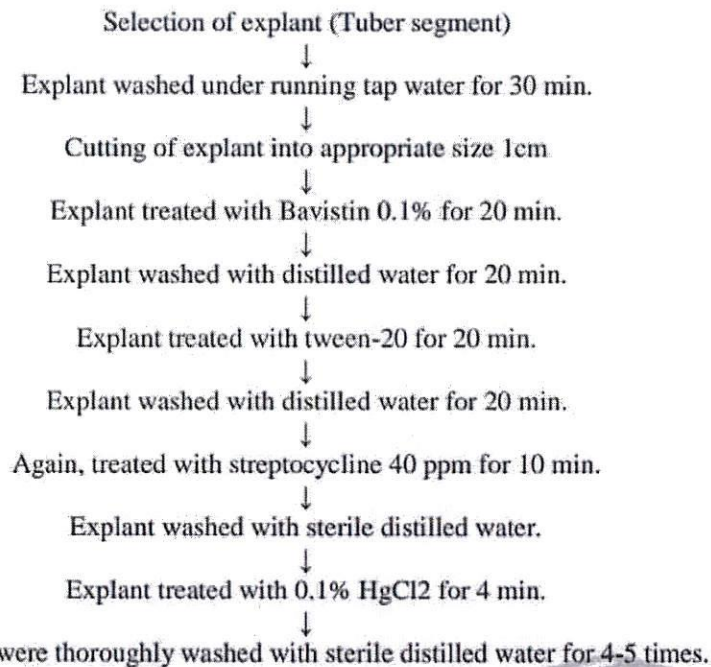 Selection of explant (Tuber segment)
↓
Explant washed under running tap water for 30 min.
↓
Cutting of explant into appropriate size 1cm
↓
Explant treated with Bavistin 0.1% for 20 min.
↓
Explant washed with distilled water for 20 min.
↓
Explant treated with tween-20 for 20 min.
↓
Explant washed with distilled water for 20 min.
↓
Again, treated with streptocycline 40 ppm for 10 min.
↓
Explant washed with sterile distilled water.
↓
Explant treated with 0.1% HgCl2 for 4 min.
↓
were thoroughly washed with sterile distilled water for 4-5 times.